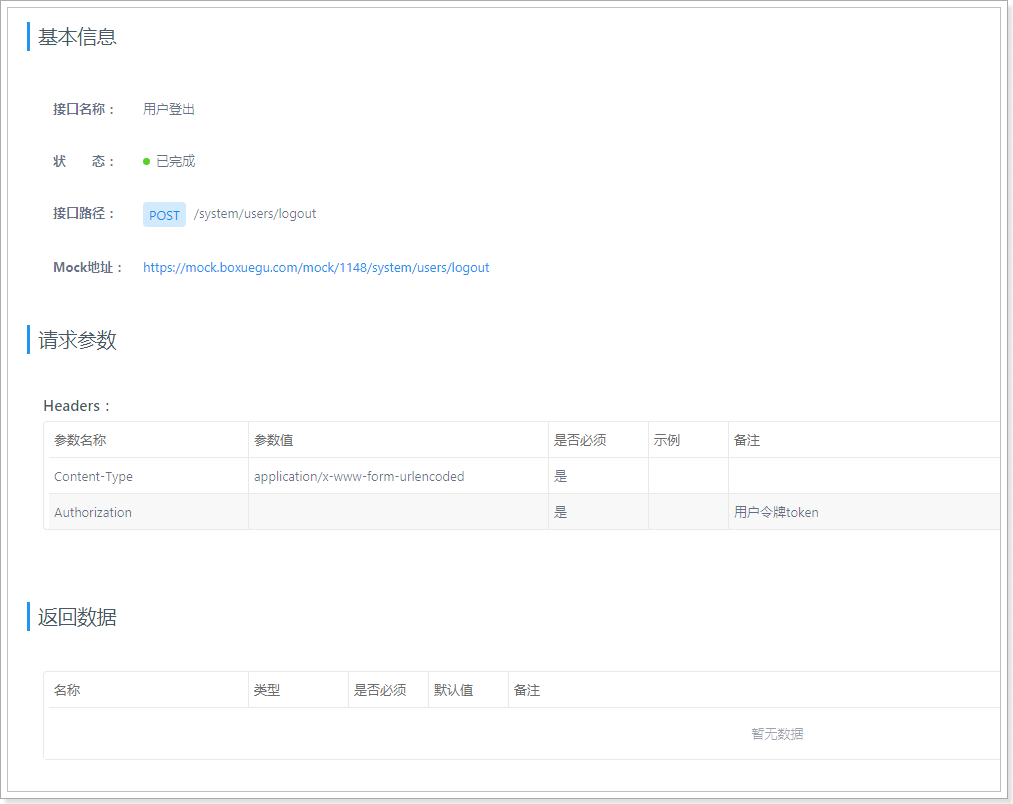 基本信息
接口名称： 用户登出
状 态： 已完成
接口路径： POST /system/users/logout
Mock地址： https://mock.boxuegu.com/mock/1148/system/users/logout
请求参数
Headers：
参数名称 参数值 是否必须 示例 备注
Content-Type application/x-www-form-urlencoded 是
Authorization 是 用户令牌token
返回数据
名称 类型 是否必须 默认值 备注
暂无数据